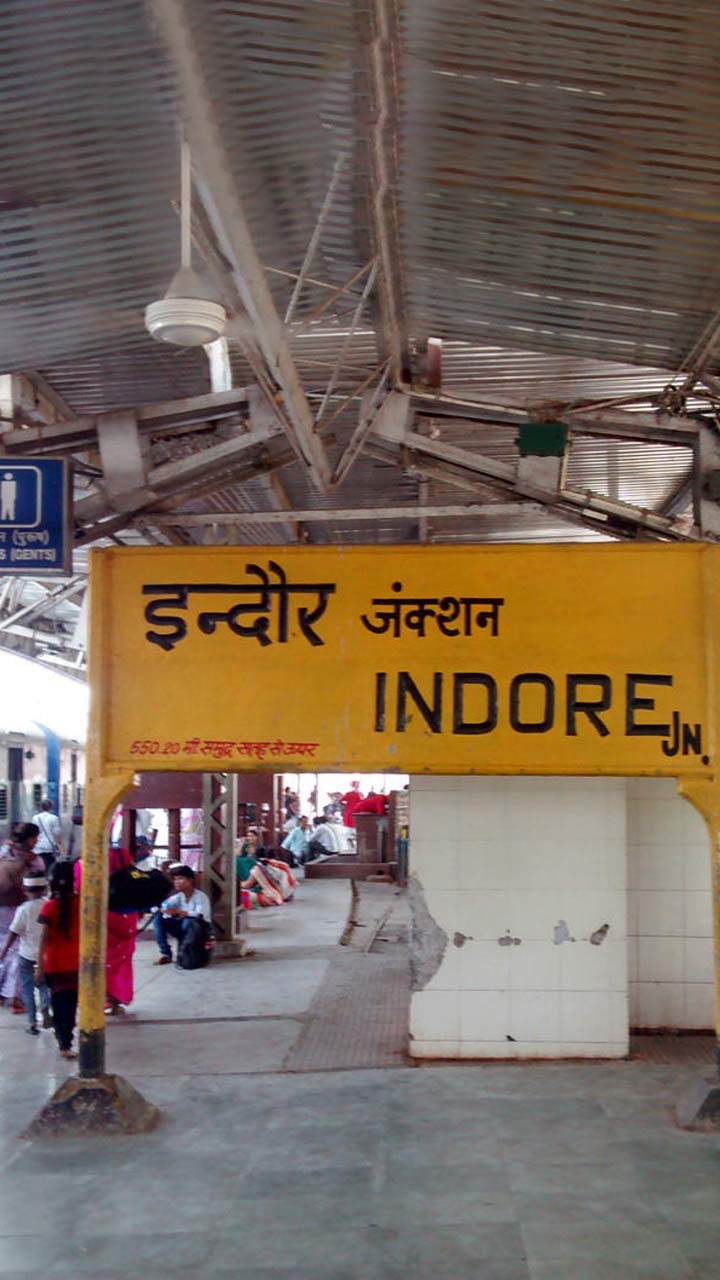 न (पुरूष)
S (GENTS)
इन्दौर जंक्शन
INDORE JN.
550.20 मी. समुद्र सतह से ऊपर